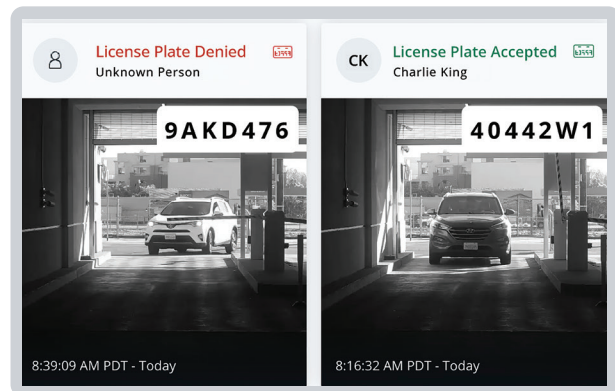 License Plate Denied
Unknown Person
9AKD476
8:39:09 AM PDT - Today
CK
License Plate Accepted
Charlie King
40442W1
8:16:32 AM PDT - Today